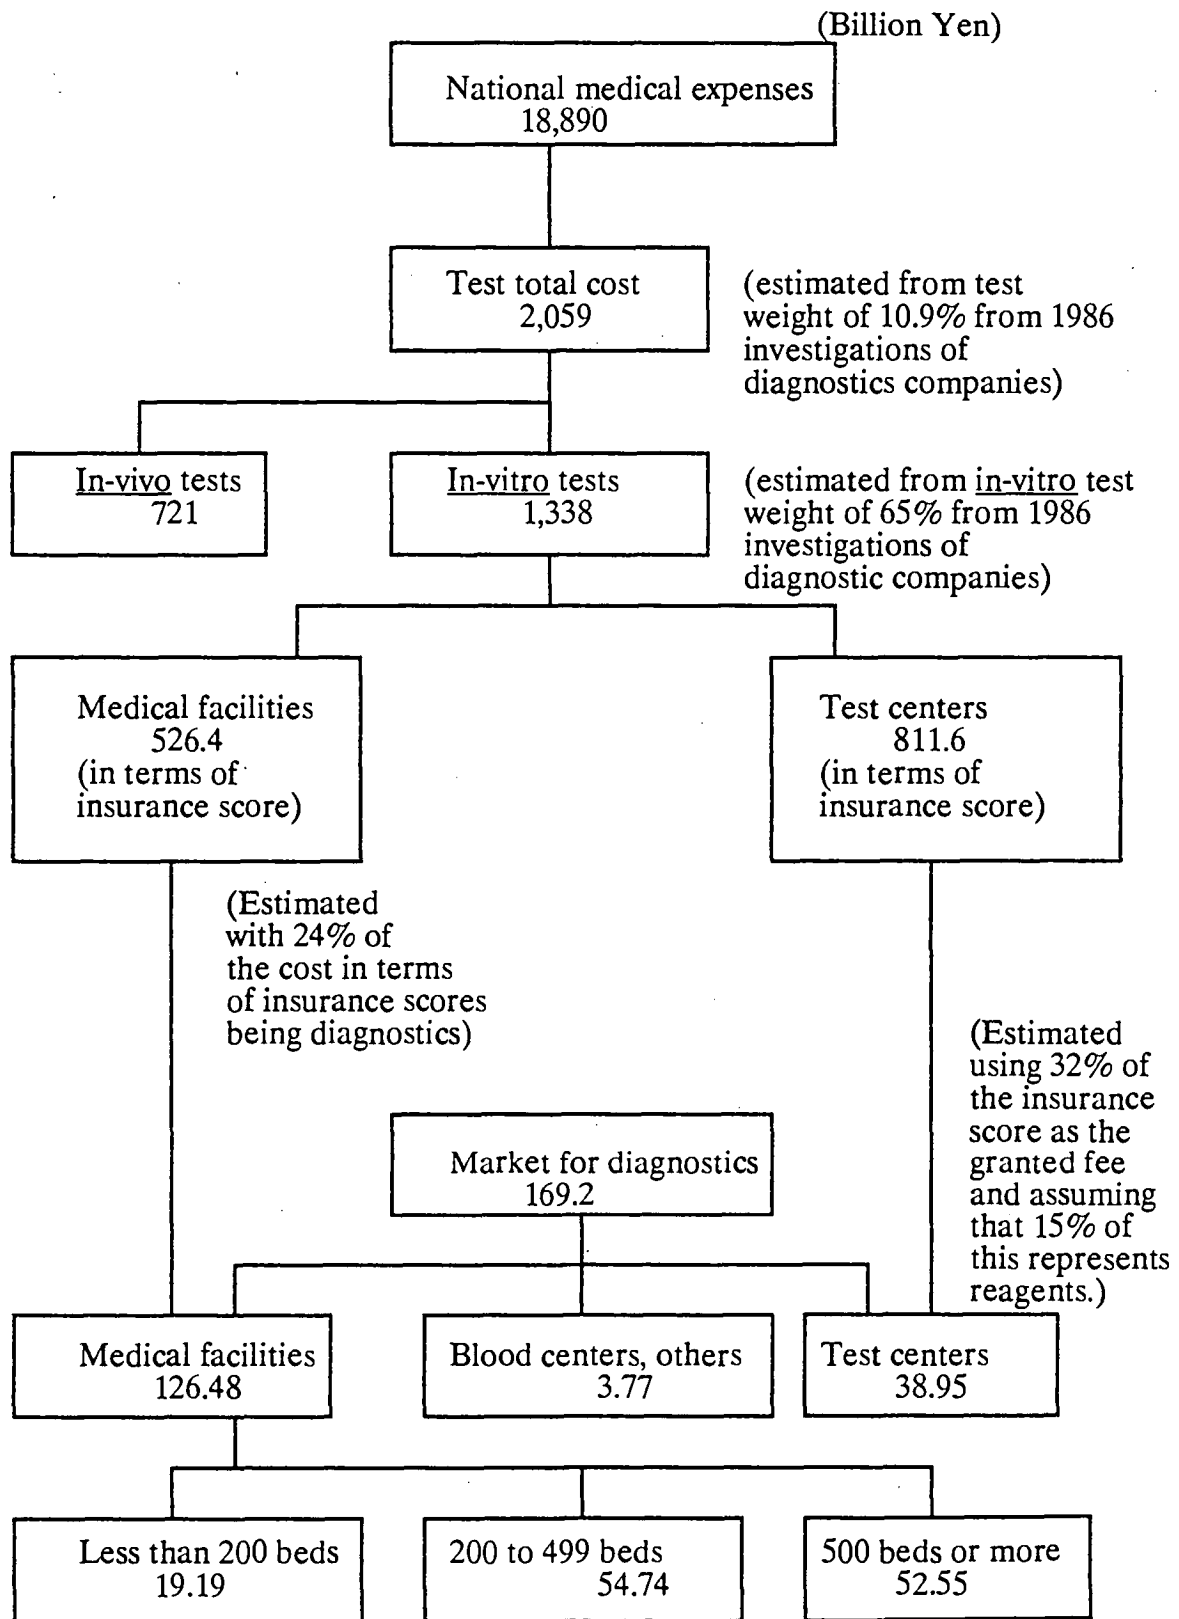 (Billion Yen)
National medical expenses
18,890
Test total cost
2,059
(estimated from test
weight of 10.9% from 1986
investigations of
diagnostics companies)
In-vivo tests
721
In-vitro tests
1,338
(estimated from in-vitro test
weight of 65% from 1986
investigations of
diagnostic companies)
Medical facilities
526.4
(in terms of
insurance score)
Test centers
811.6
(in terms of
insurance score)
(Estimated
with 24% of
the cost in terms
of insurance scores
being diagnostics)
(Estimated
using 32% of
the insurance
score as the
granted fee
and assuming
that 15% of
this represents
reagents.)
Market for diagnostics
169.2
Medical facilities
126.48
Blood centers, others
3.77
Test centers
38.95
Less than 200 beds
19.19
200 to 499 beds
54.74
500 beds or more
52.55